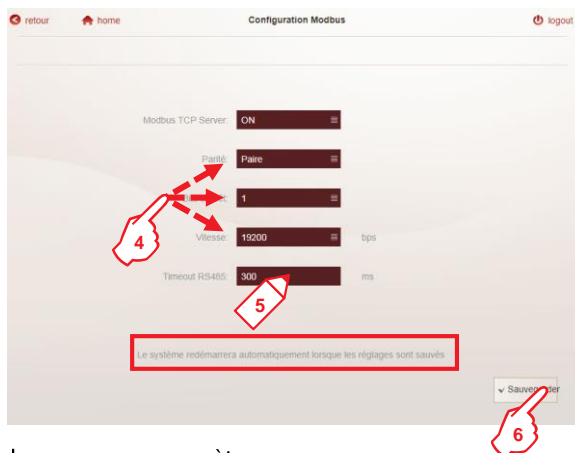 retour home Configuration Modbus logout
Modbus TCP Server: ON
Parité: Paire
1
Vitesse: 19200 bps
4
Timeout RS485: 300 ms
5
Le système redémarrera automatiquement lorsque les réglages sont sauvés
6